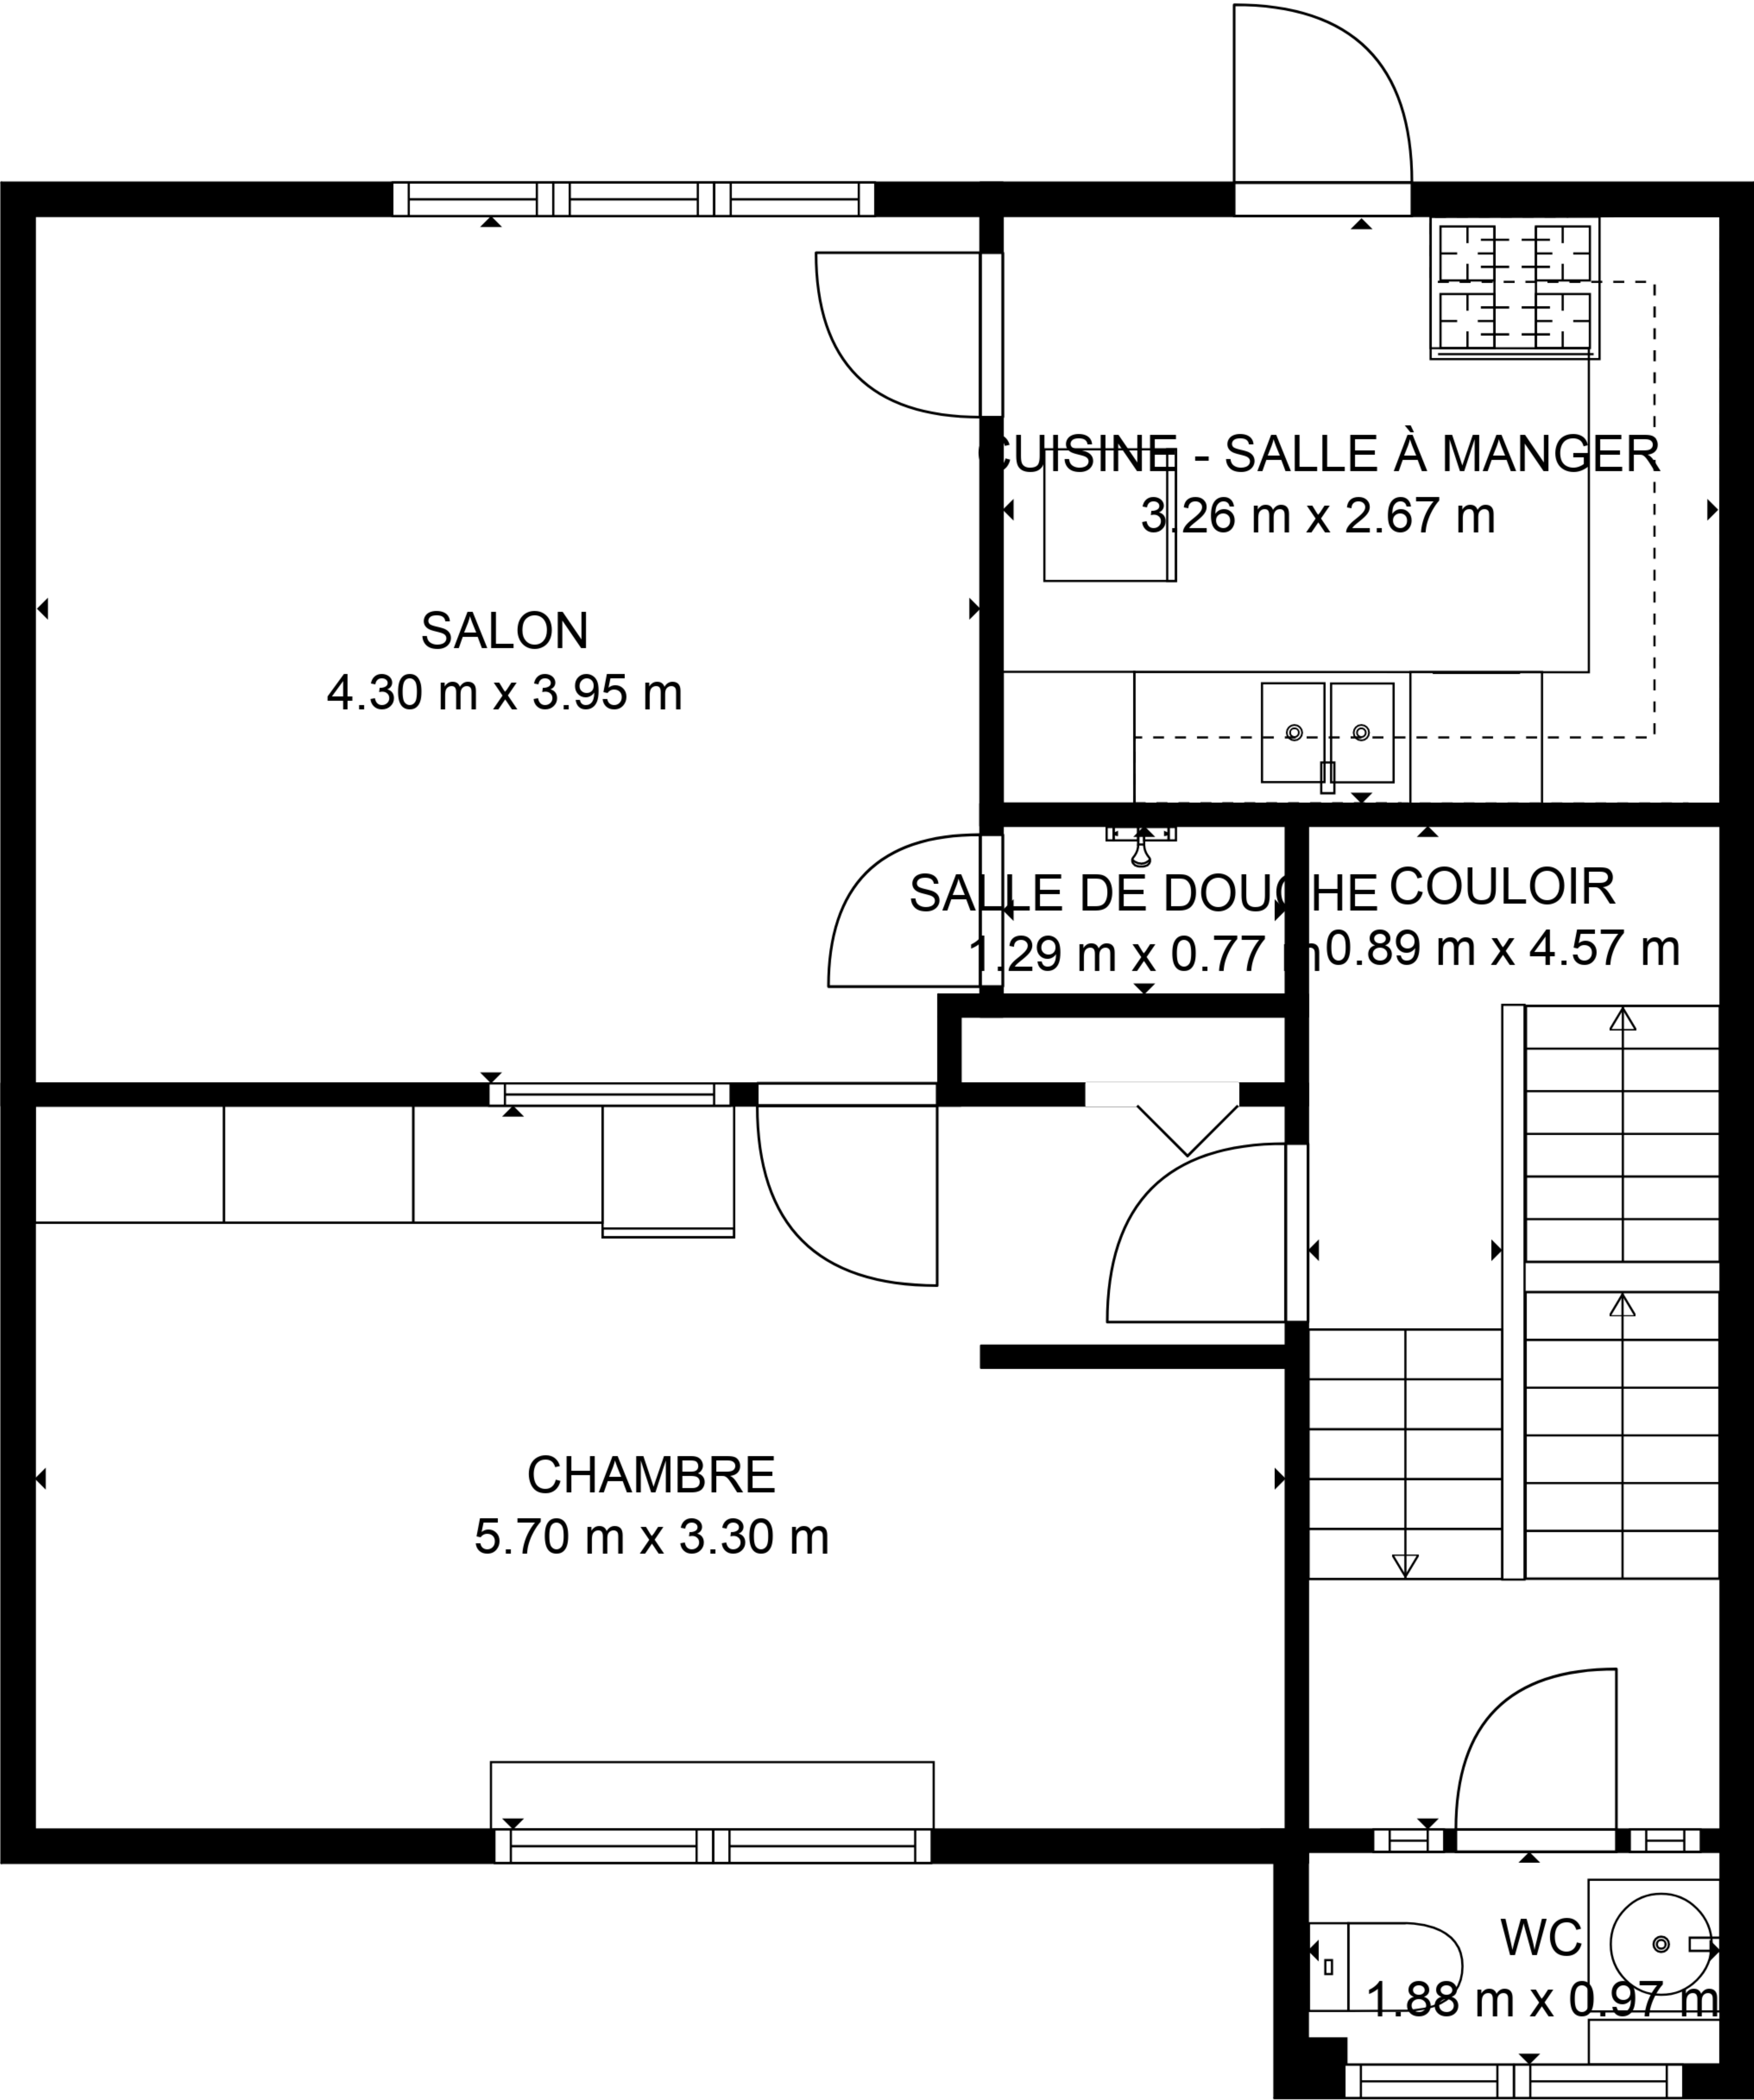 CUISINE - SALLE À MANGER
3.26 m x 2.67 m
SALON
4.30 m x 3.95 m
SALLE DE DOUCHE
1.29 m x 0.77 m
COULOIR
0.89 m x 4.57 m
CHAMBRE
5.70 m x 3.30 m
WC
1.88 m x 0.97 m